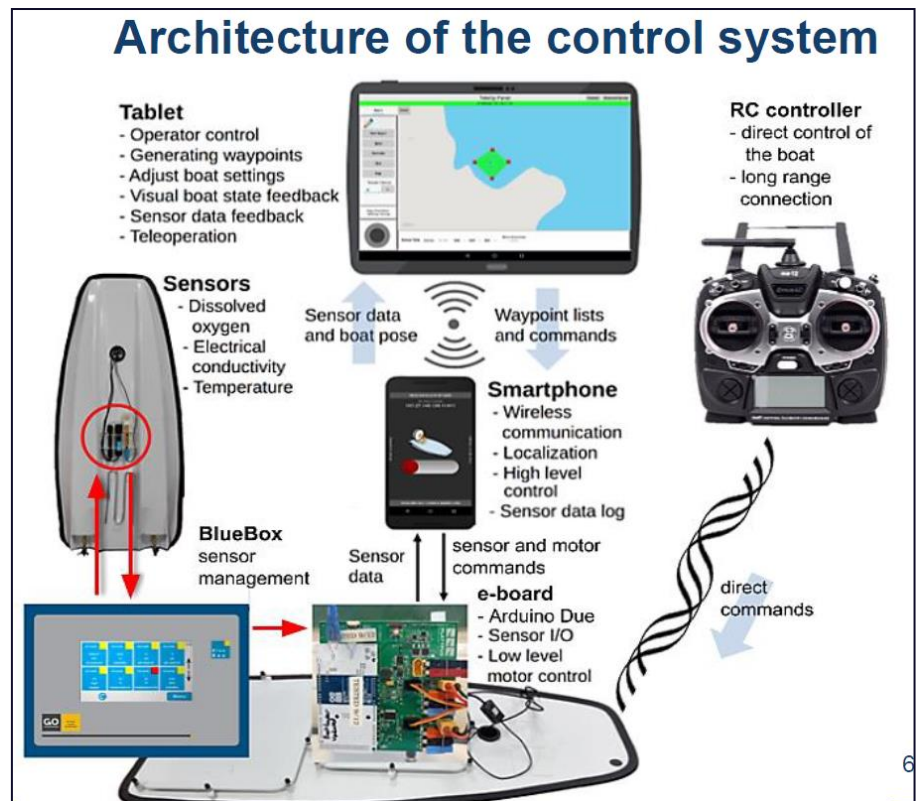 Architecture of the control system
Tablet
- Operator control
- Generating waypoints
- Adjust boat settings
- Visual boat state feedback
- Sensor data feedback
- Teleoperation
RC controller
- direct control of
the boat
- long range
connection
Sensors
- Dissolved
oxygen
- Electrical
conductivity
- Temperature
Sensor data
and boat pose
Waypoint lists
and commands
Smartphone
- Wireless
communication
- Localization
- High level
control
- Sensor data log
BlueBox
sensor
management
Sensor
data
sensor and motor
commands
e-board
- Arduino Due
- Sensor I/O
- Low level
motor control
direct
commands
GO
6